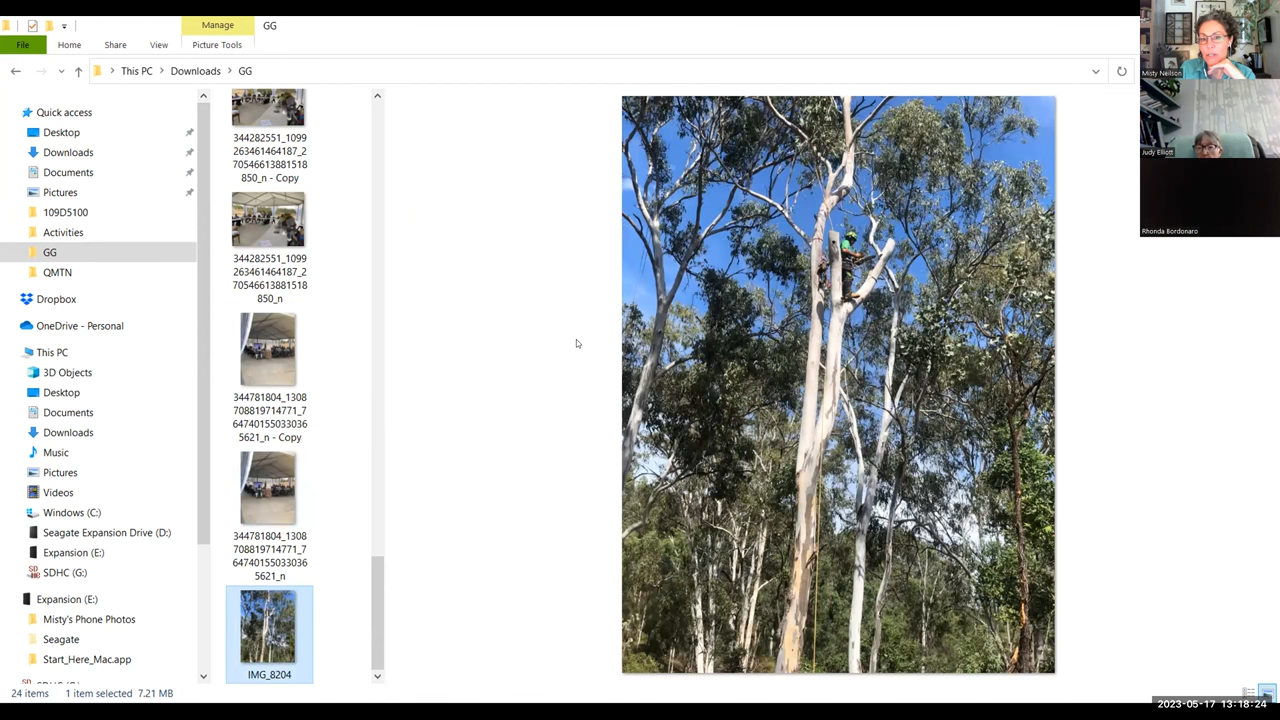 Manage
GG
File
Home
Share
View
Picture Tools
This PC
Downloads
GG
Quick access
Desktop
Downloads
Documents
Pictures
109D5100
Activities
GG
QMTN
Dropbox
OneDrive - Personal
This PC
3D Objects
Desktop
Documents
Downloads
Music
Pictures
Videos
Windows (C:)
Seagate Expansion Drive (D:)
Expansion (E:)
SDHC (G:)
Expansion (E:)
Misty's Phone Photos
Seagate
Start_Here_Mac.app
344282551_1099
263461464187_2
70546613881518
850_n - Copy
344282551_1099
263461464187_2
70546613881518
850_n
344781804_1308
708819714771_7
64740155033036
5621_n - Copy
344781804_1308
708819714771_7
64740155033036
5621_n
IMG_8204
24 items
1 item selected 7.21 MB
Misty Neilson
Judy Elliott
Rhonda Bordonaro
2023-05-17 13:18:24